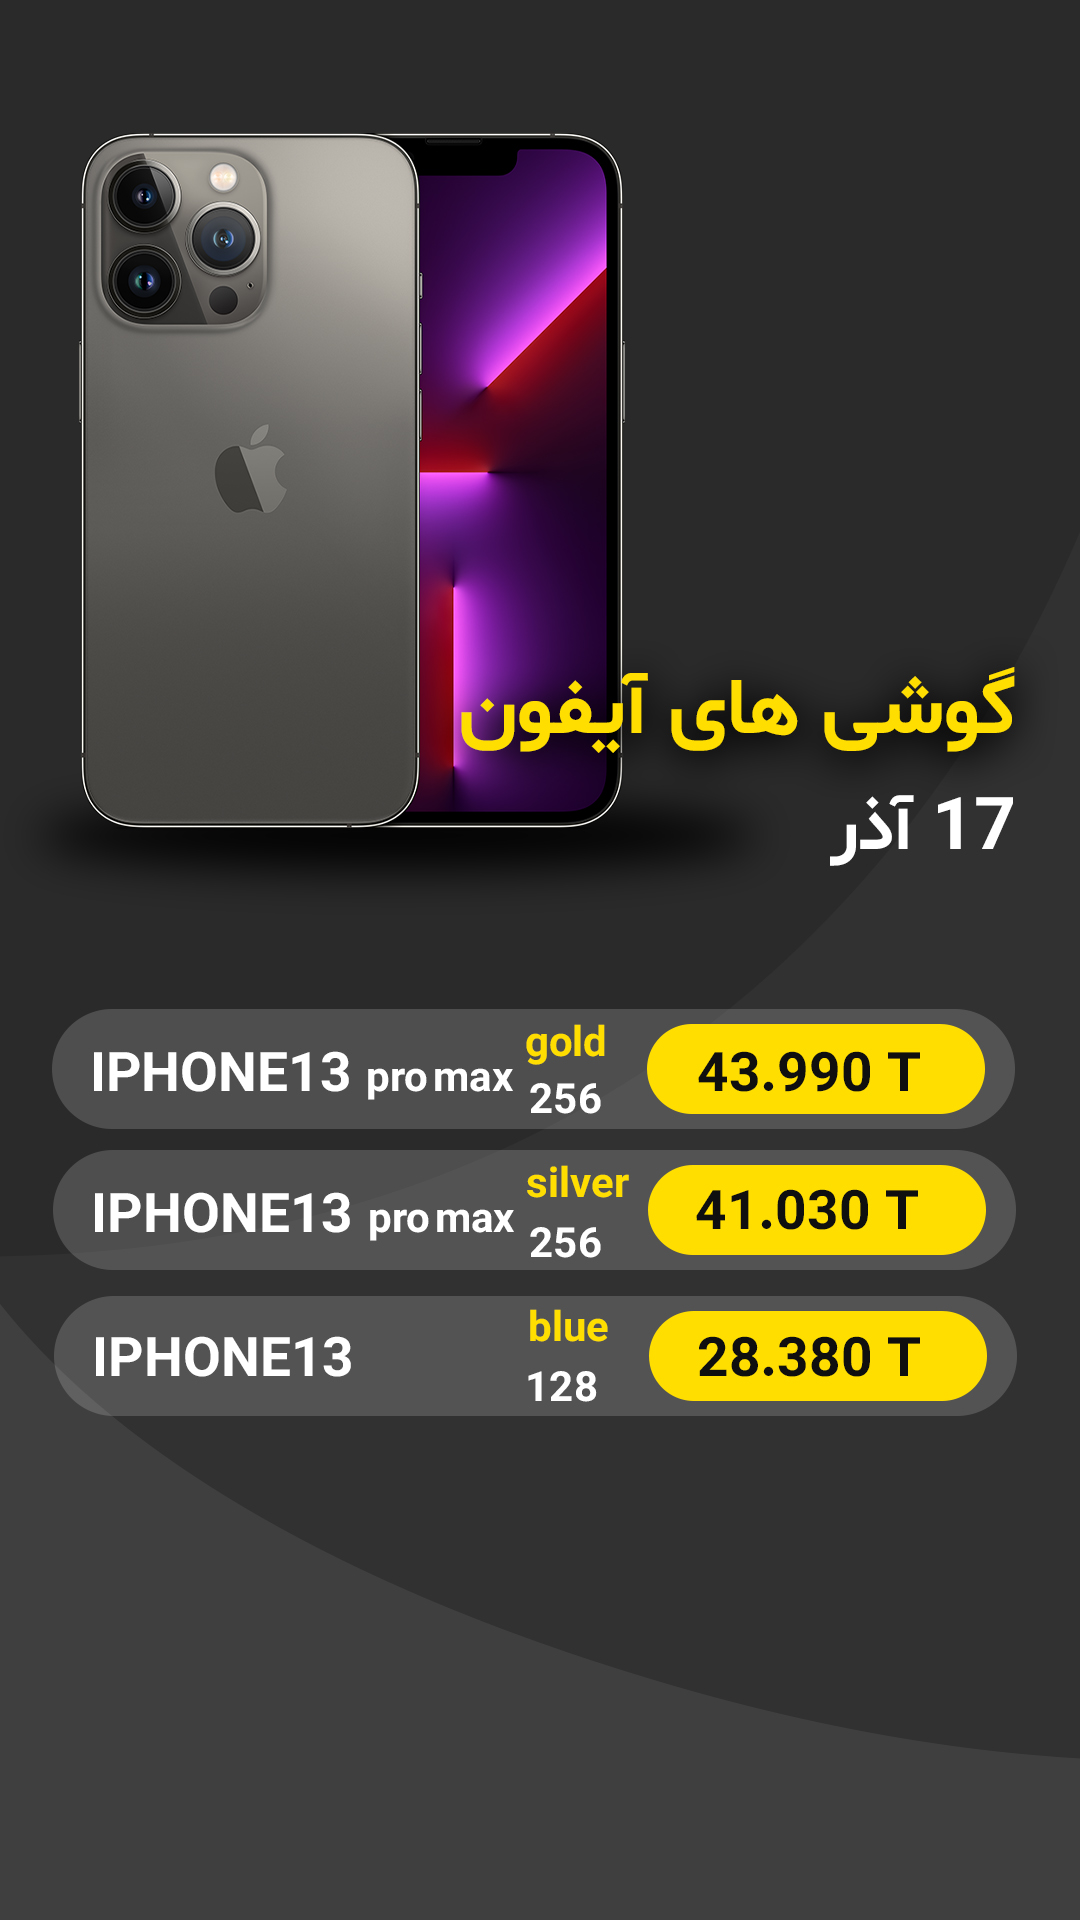 گوشی های آیفون
17 آذر
IPHONE13 pro max gold 256 43.990 T
IPHONE13 pro max silver 256 41.030 T
IPHONE13 blue 128 28.380 T